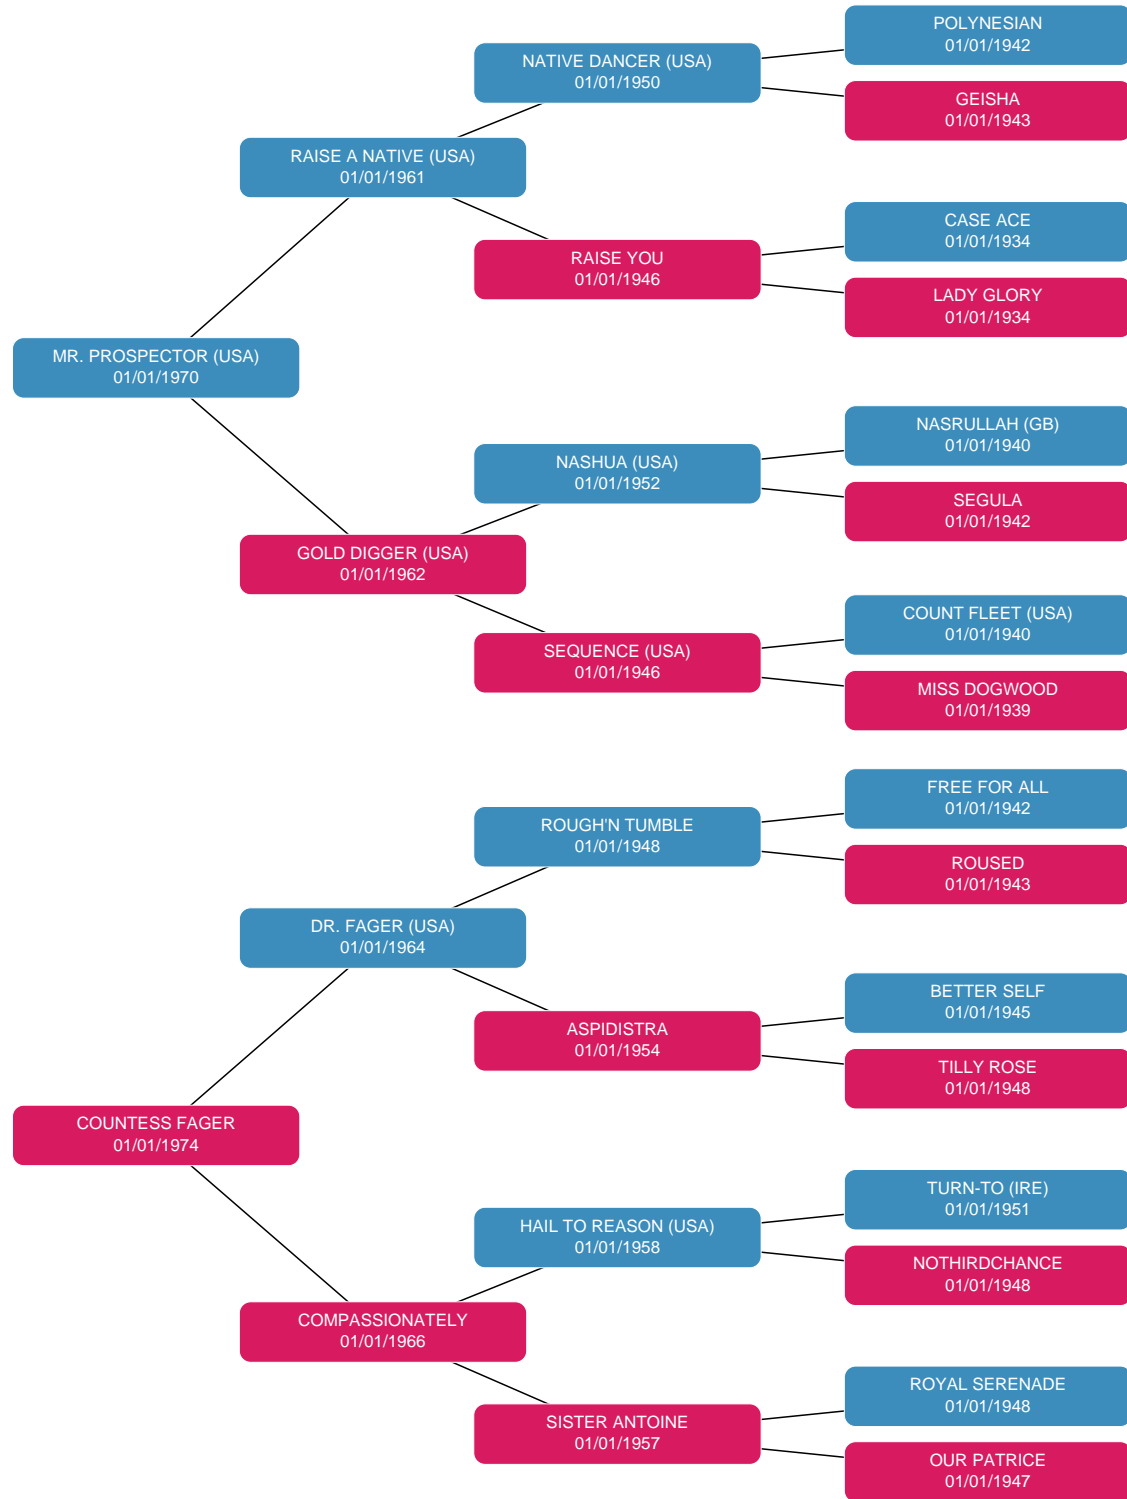 POLYNESIAN
01/01/1942
NATIVE DANCER (USA)
01/01/1950
GEISHA
01/01/1943
RAISE A NATIVE (USA)
01/01/1961
CASE ACE
01/01/1934
RAISE YOU
01/01/1946
LADY GLORY
01/01/1934
MR. PROSPECTOR (USA)
01/01/1970
NASRULLAH (GB)
01/01/1940
NASHUA (USA)
01/01/1952
SEGULA
01/01/1942
GOLD DIGGER (USA)
01/01/1962
COUNT FLEET (USA)
01/01/1940
SEQUENCE (USA)
01/01/1946
MISS DOGWOOD
01/01/1939
FREE FOR ALL
01/01/1942
ROUGH'N TUMBLE
01/01/1948
ROUSED
01/01/1943
DR. FAGER (USA)
01/01/1964
BETTER SELF
01/01/1945
ASPIDISTRA
01/01/1954
TILLY ROSE
01/01/1948
COUNTESS FAGER
01/01/1974
TURN-TO (IRE)
01/01/1951
HAIL TO REASON (USA)
01/01/1958
NOTHIRDCHANCE
01/01/1948
COMPASSIONATELY
01/01/1966
ROYAL SERENADE
01/01/1948
SISTER ANTOINE
01/01/1957
OUR PATRICE
01/01/1947